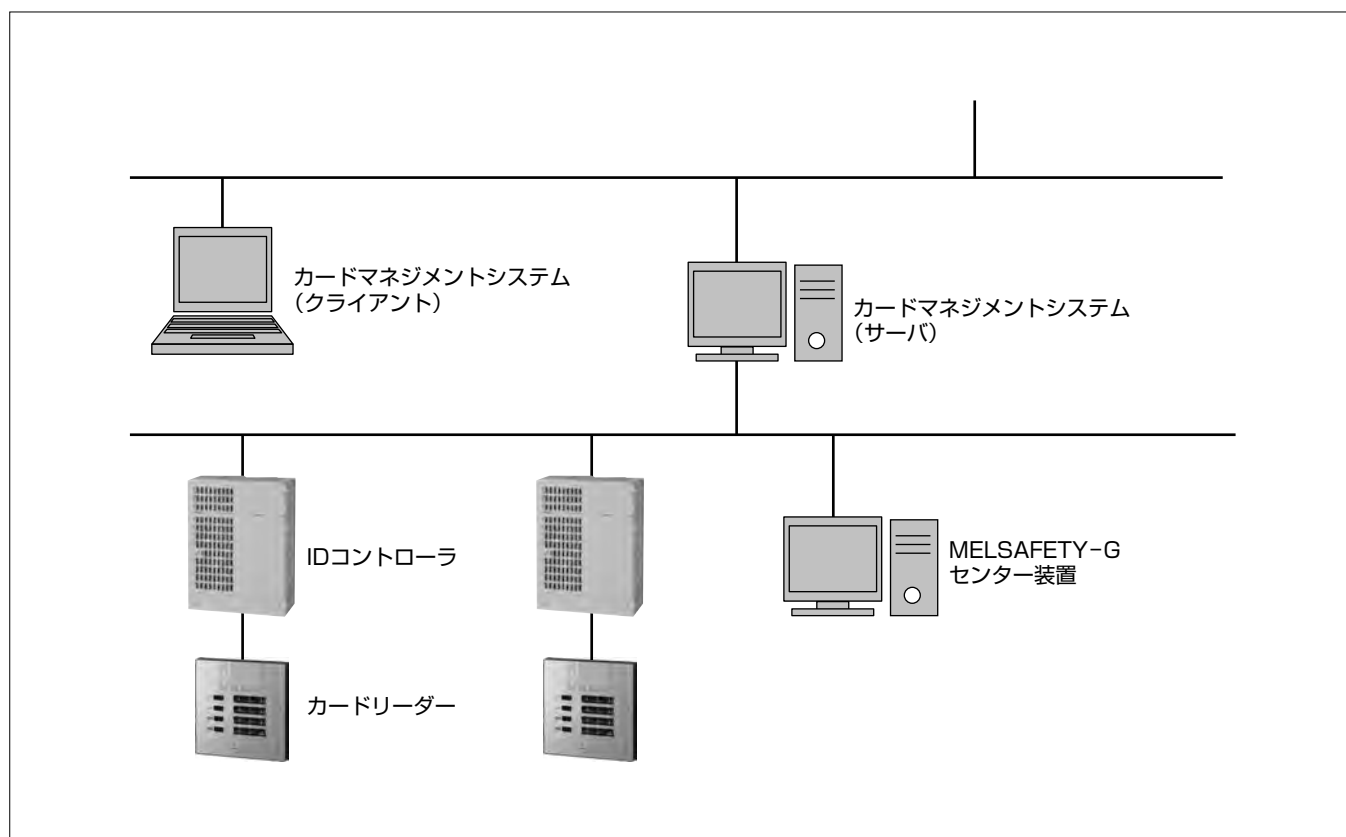 カードマネジメントシステム
（クライアント）
カードマネジメントシステム
（サーバ）
IDコントローラ
MELSAFETY-G
センター装置
カードリーダー